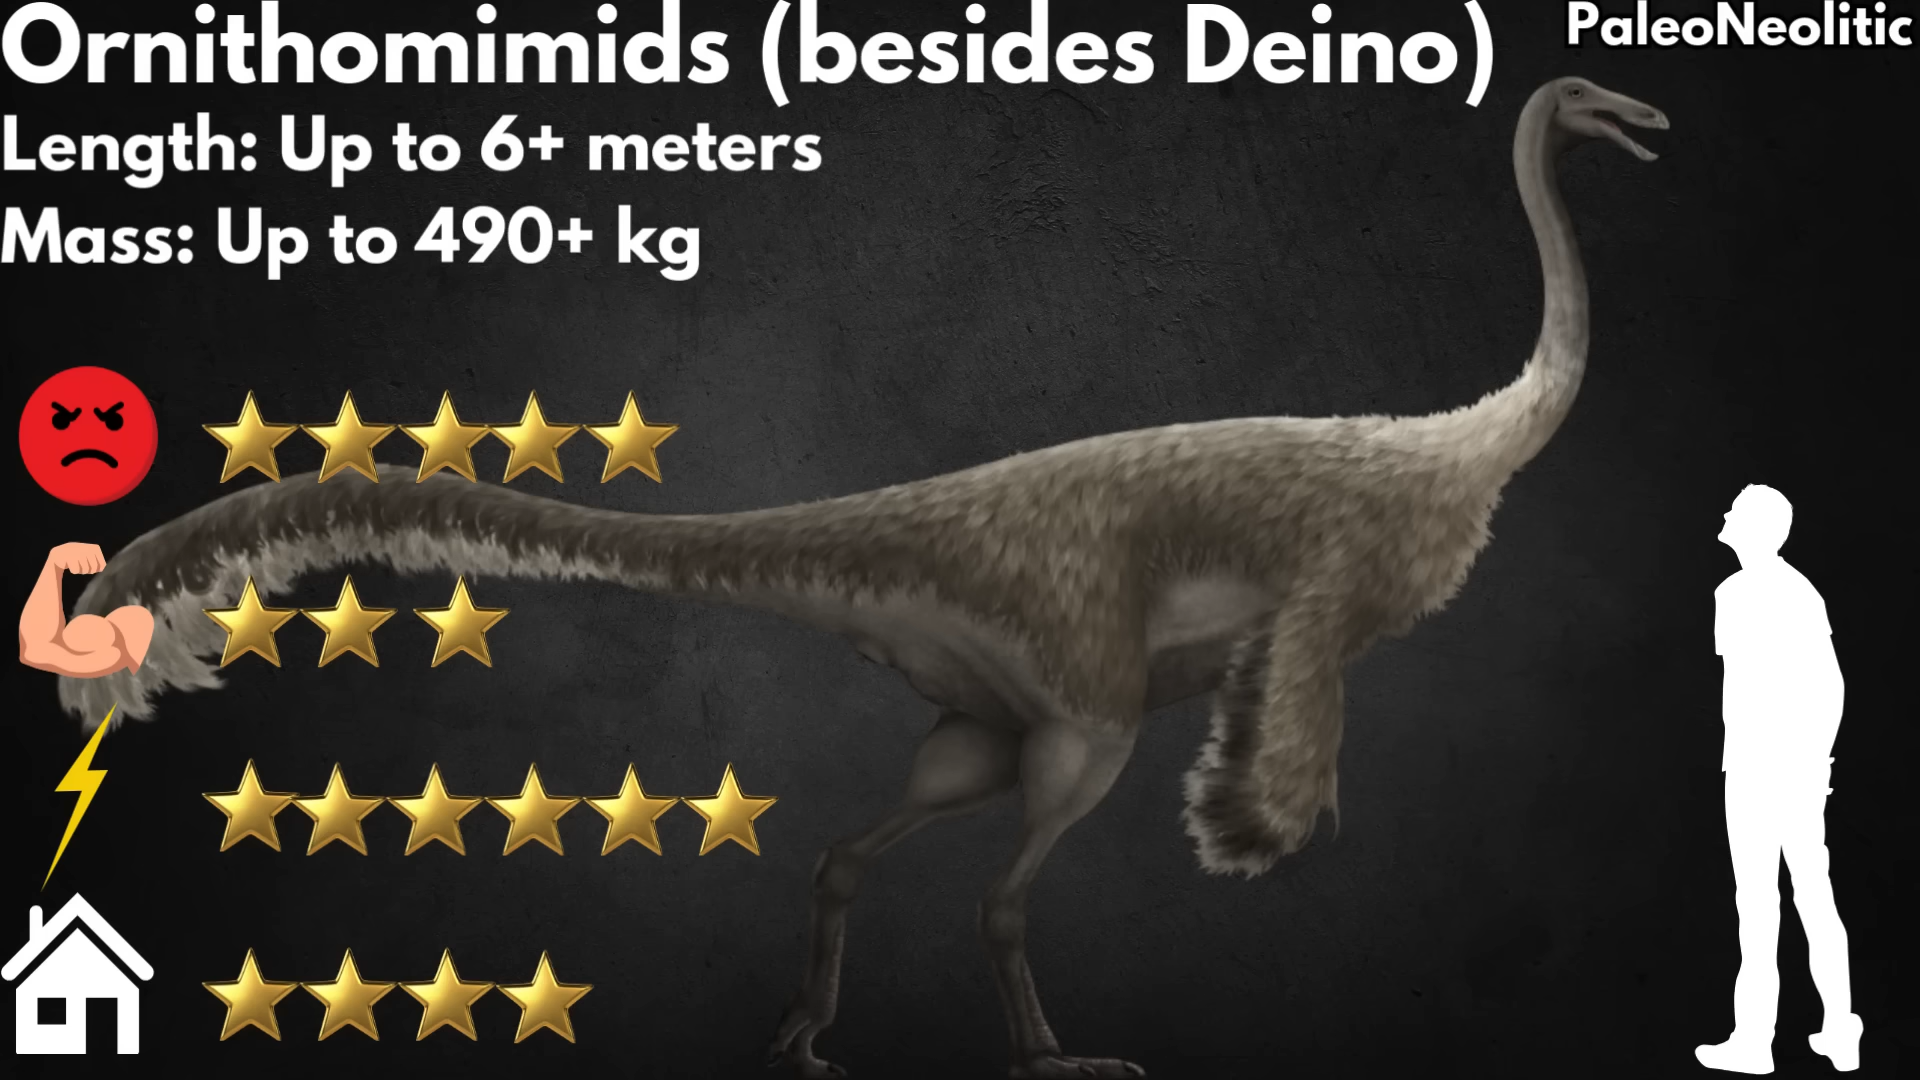 Ornithomimids (besides Deino)
PaleoNeolitic
Length: Up to 6+ meters
Mass: Up to 490+ kg